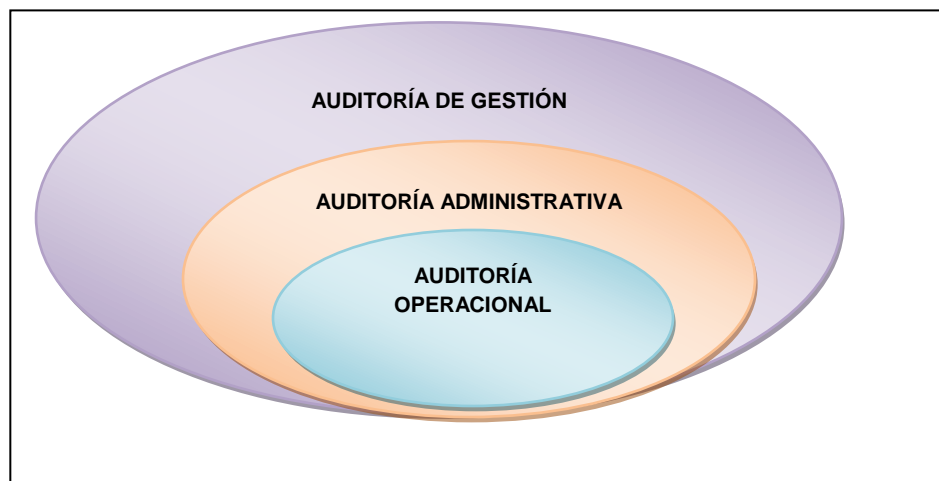 AUDITORÍA DE GESTIÓN
AUDITORÍA ADMINISTRATIVA
AUDITORÍA
OPERACIONAL